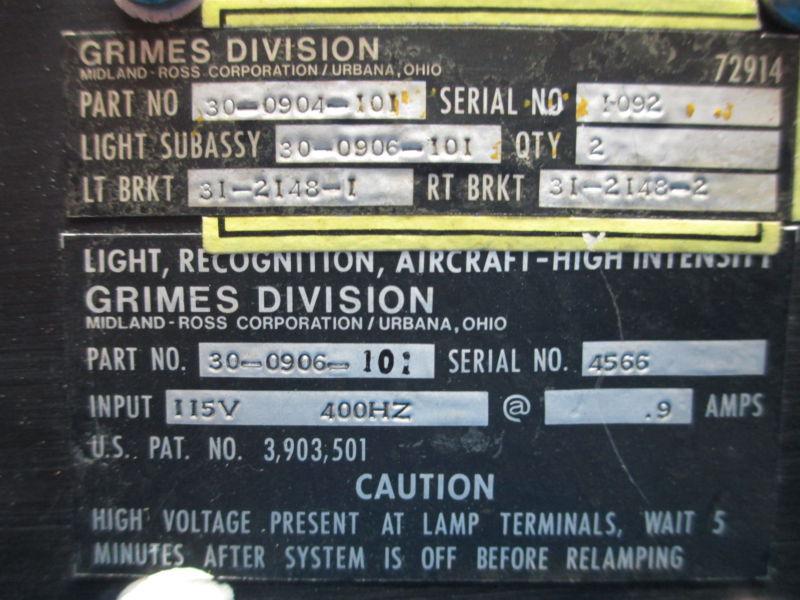 GRIMES DIVISION
MIDLAND-ROSS CORPORATION/URBANA, OHIO 72914
PART NO 30-0904-101 SERIAL NO 1092
LIGHT SUBASSY 30-0906-101 QTY 2
LT BRKT 31-2148-1 RT BRKT 31-2148-2
LIGHT, RECOGNITION, AIRCRAFT-HIGH INTENSITY
GRIMES DIVISION
MIDLAND-ROSS CORPORATION/URBANA, OHIO
PART NO. 30-0906-101 SERIAL NO. 4566
INPUT 115V 400HZ @ .9 AMPS
U.S. PAT. NO. 3,903,501
CAUTION
HIGH VOLTAGE PRESENT AT LAMP TERMINALS, WAIT 5
MINUTES AFTER SYSTEM IS OFF BEFORE RELAMPING